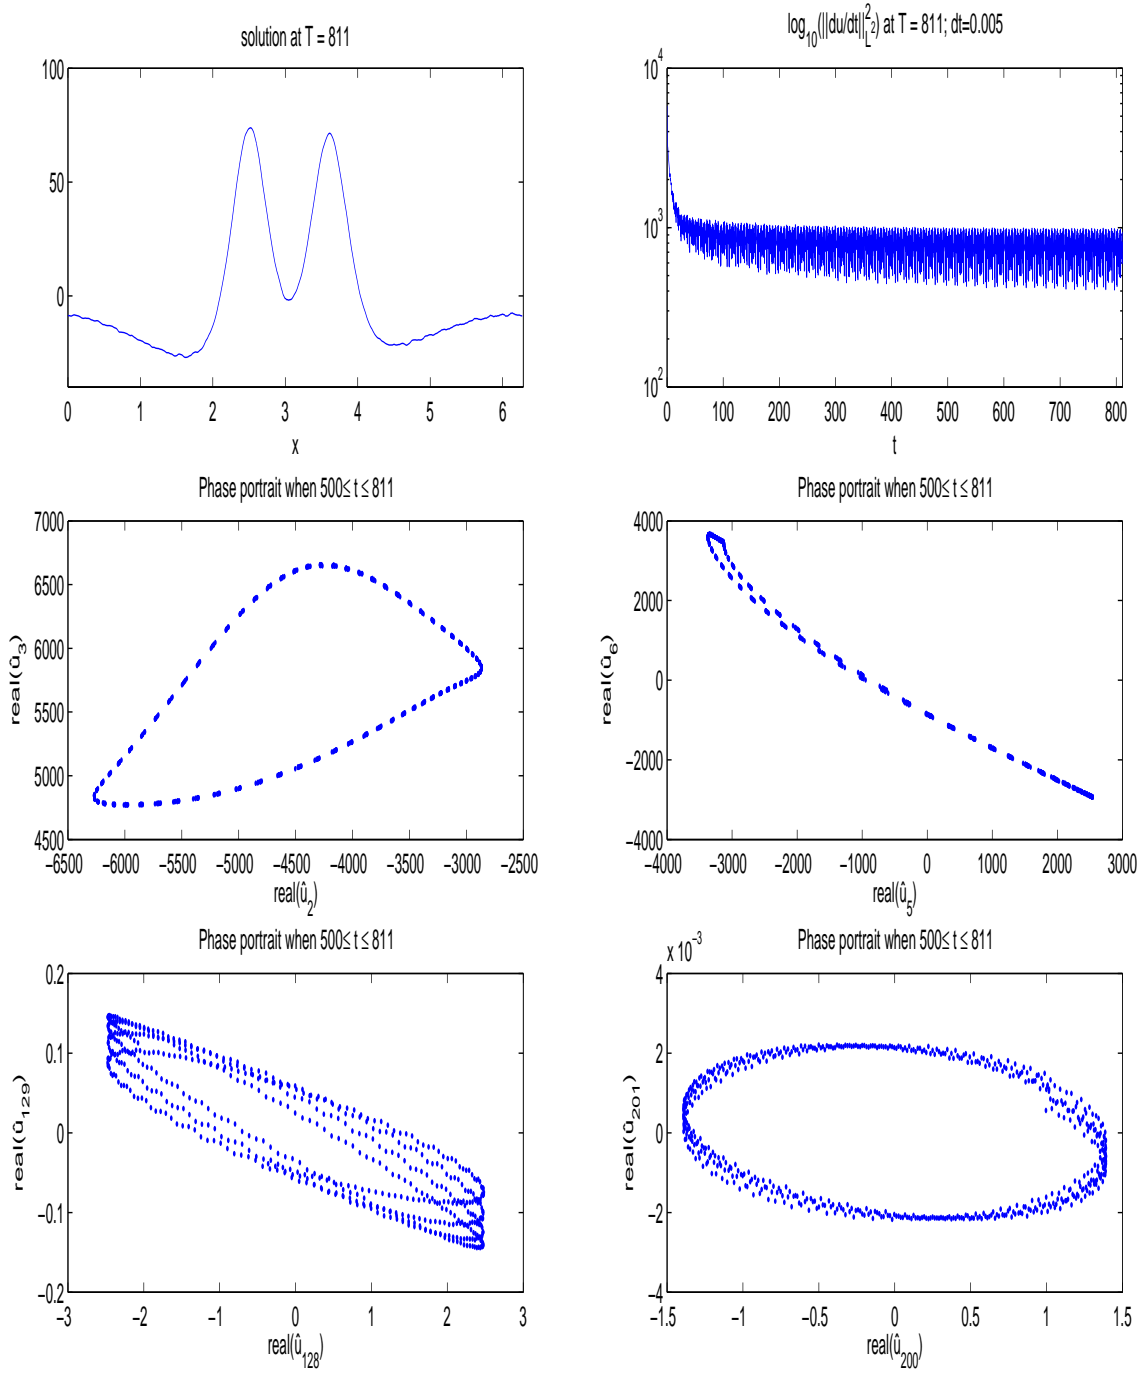 solution at T = 811
log₁₀(||du/dt||²_L²) at T = 811; dt=0.005
100
50
0
0 1 2 3 4 5 6
x
10⁴
10³
10²
0 100 200 300 400 500 600 700 800
t
Phase portrait when 500≤ t ≤ 811
Phase portrait when 500≤ t ≤ 811
7000
6500
6000
5500
5000
4500
real(û₃)
−6500 −6000 −5500 −5000 −4500 −4000 −3500 −3000 −2500
real(û₂)
4000
2000
0
−2000
−4000
real(û₆)
−4000 −3000 −2000 −1000 0 1000 2000 3000
real(û₅)
Phase portrait when 500≤ t ≤ 811
x 10⁻³ Phase portrait when 500≤ t ≤ 811
0.2
0.1
0
−0.1
−0.2
real(û₁₂₉)
−3 −2 −1 0 1 2 3
real(û₁₂₈)
4
2
0
−2
−4
real(û₂₀₁)
−1.5 −1 −0.5 0 0.5 1 1.5
real(û₂₀₀)